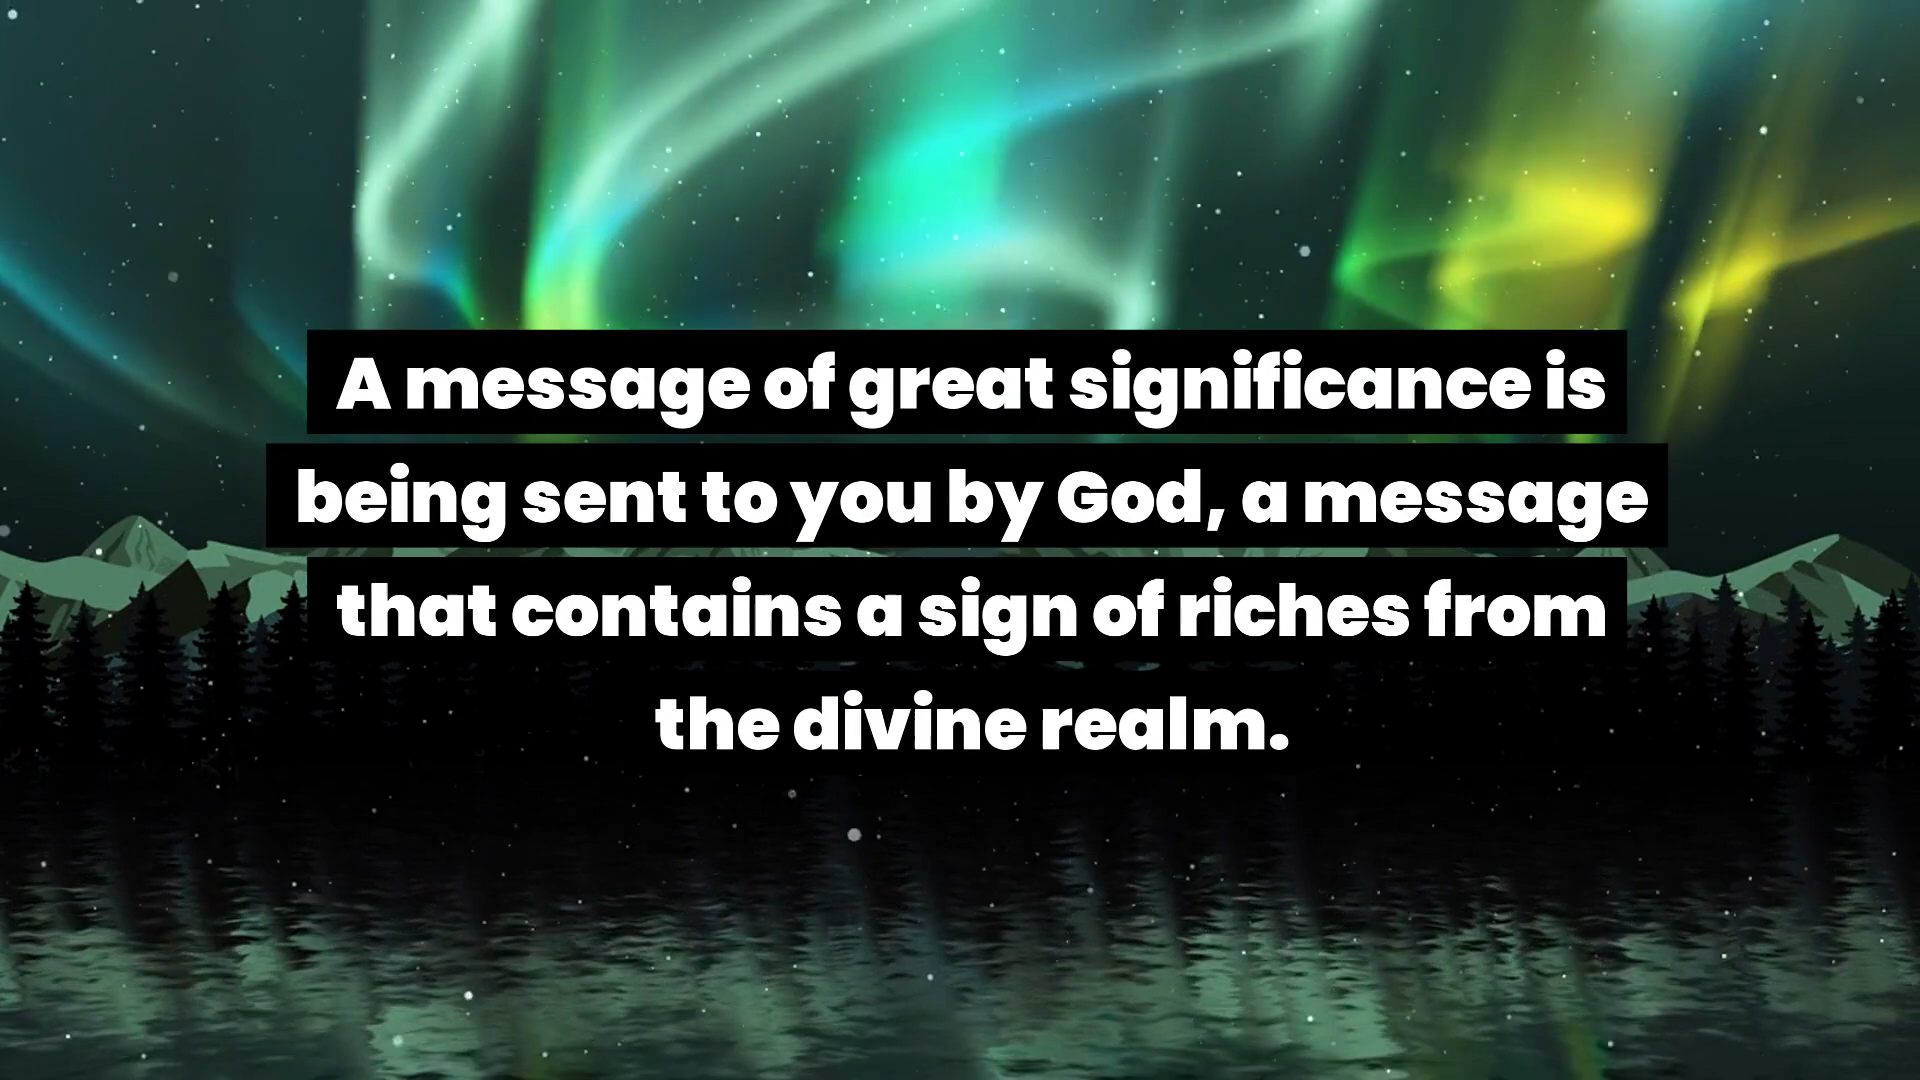 A message of great significance is
being sent to you by God, a message
that contains a sign of riches from
the divine realm.